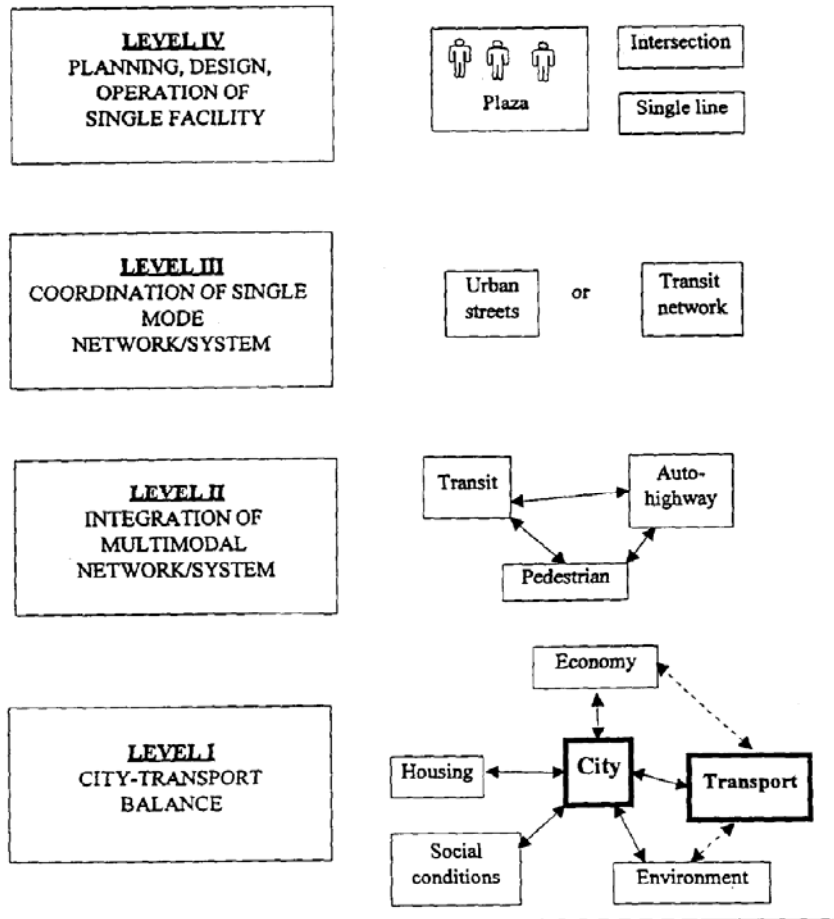 LEVEL IV
PLANNING, DESIGN,
OPERATION OF
SINGLE FACILITY
Plaza
Intersection
Single line
LEVEL III
COORDINATION OF SINGLE
MODE
NETWORK/SYSTEM
Urban
streets
or
Transit
network
LEVEL II
INTEGRATION OF
MULTIMODAL
NETWORK/SYSTEM
Transit
Auto-
highway
Pedestrian
LEVEL I
CITY-TRANSPORT
BALANCE
Economy
Housing
City
Transport
Social
conditions
Environment